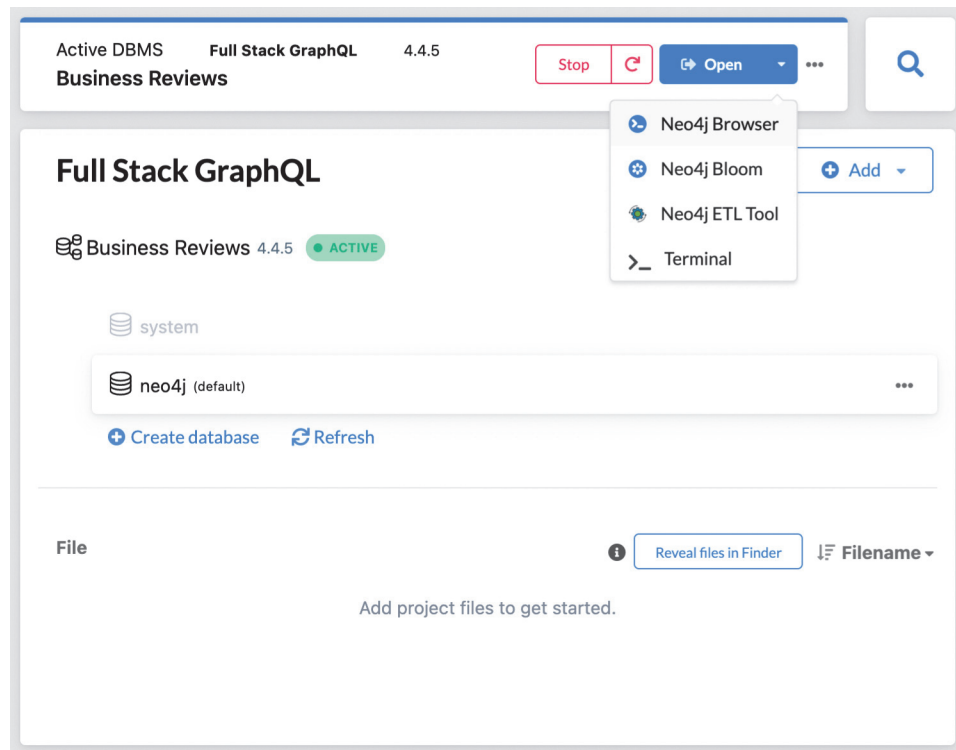 Active DBMS Full Stack GraphQL 4.4.5
Business Reviews
Stop Open
Neo4j Browser
Neo4j Bloom
Neo4j ETL Tool
Terminal
Full Stack GraphQL
Add
Business Reviews 4.4.5 ACTIVE
system
neo4j (default)
Create database Refresh
File Reveal files in Finder Filename
Add project files to get started.